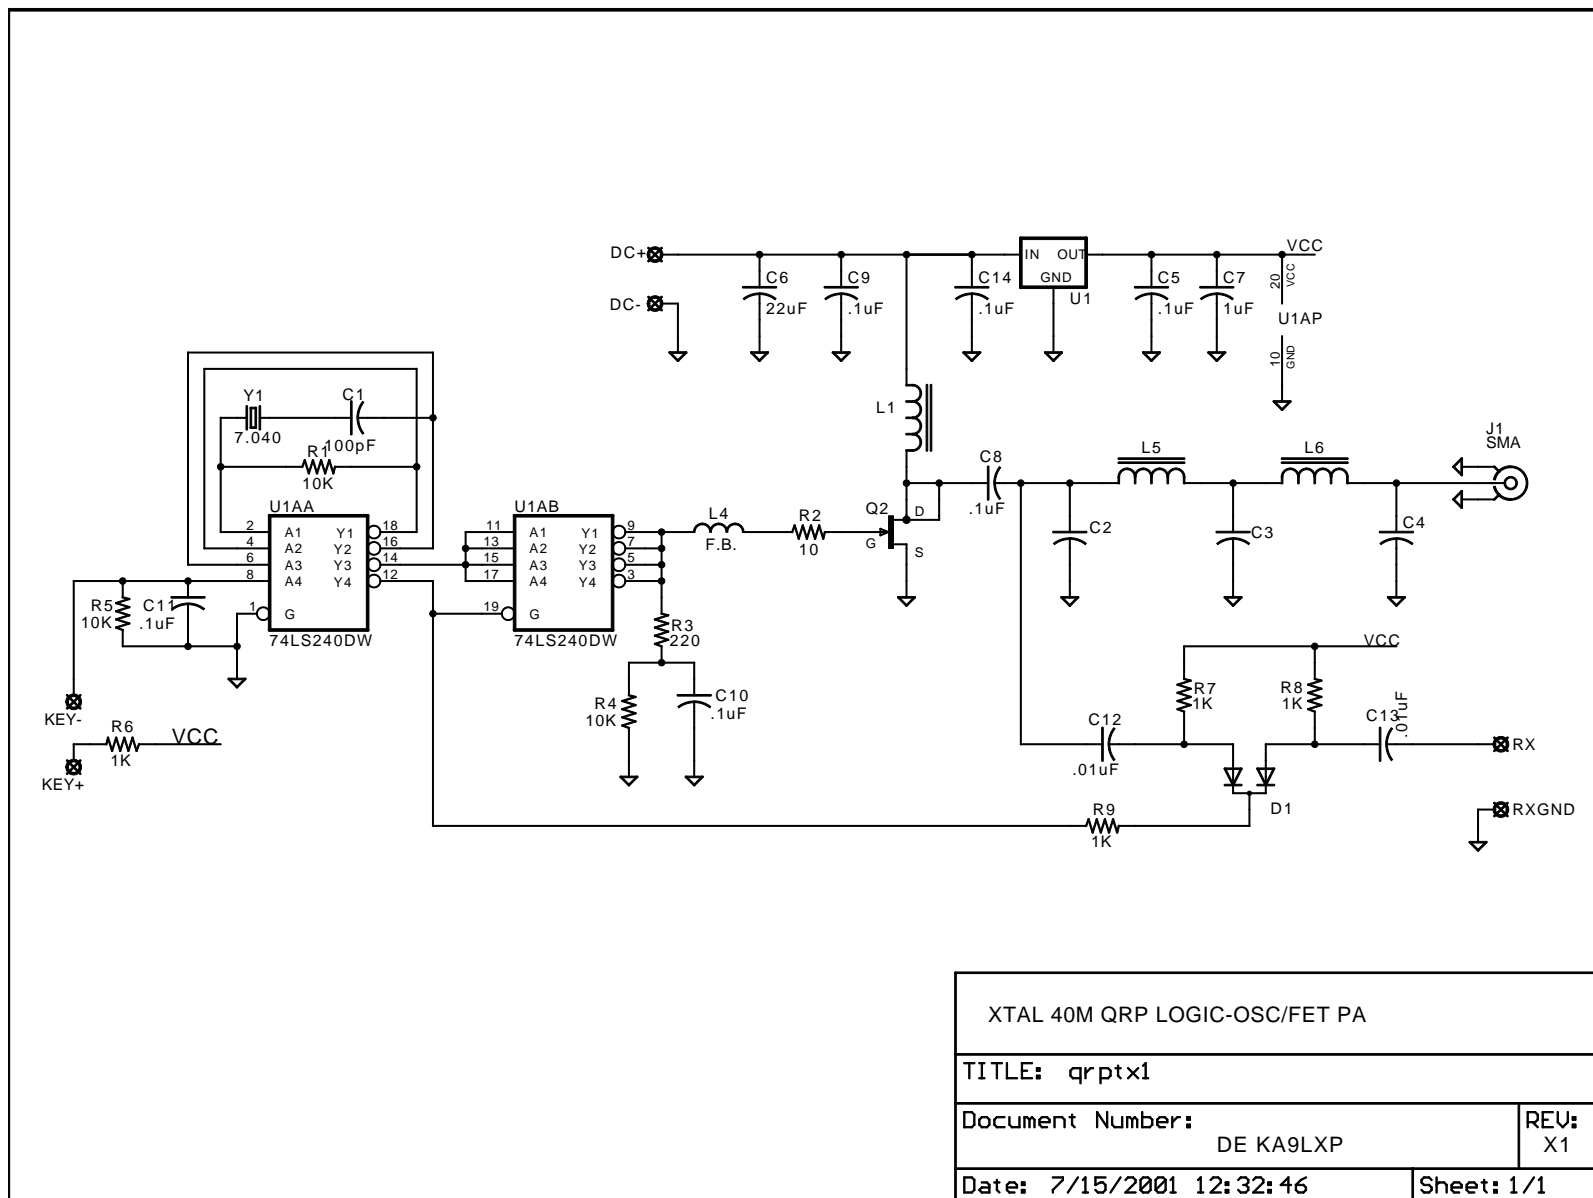 DC+
DC-
C6
22uF
C9
.1uF
C14
.1uF
IN OUT
GND
U1
C5
.1uF
C7
1uF
VCC
20
VCC
U1AP
10
GND
L1
Y1
7.040
C1
100pF
R1
10K
U1AA
2 A1 Y1 18
4 A2 Y2 16
6 A3 Y3 14
8 A4 Y4 12
1 G
74LS240DW
U1AB
11 A1 Y1 9
13 A2 Y2 7
15 A3 Y3 5
17 A4 Y4 3
19 G
74LS240DW
L4
F.B.
R2
10
Q2
D
G
S
C8
.1uF
L5
L6
J1
SMA
C2
C3
C4
R5
10K
C11
.1uF
KEY-
R6
1K
VCC
KEY+
R3
220
R4
10K
C10
.1uF
VCC
R7
1K
R8
1K
C12
.01uF
C13
.01uF
RX
D1
R9
1K
RXGND
XTAL 40M QRP LOGIC-OSC/FET PA
TITLE: qrptx1
Document Number:
DE KA9LXP
REV:
X1
Date: 7/15/2001 12:32:46
Sheet: 1/1